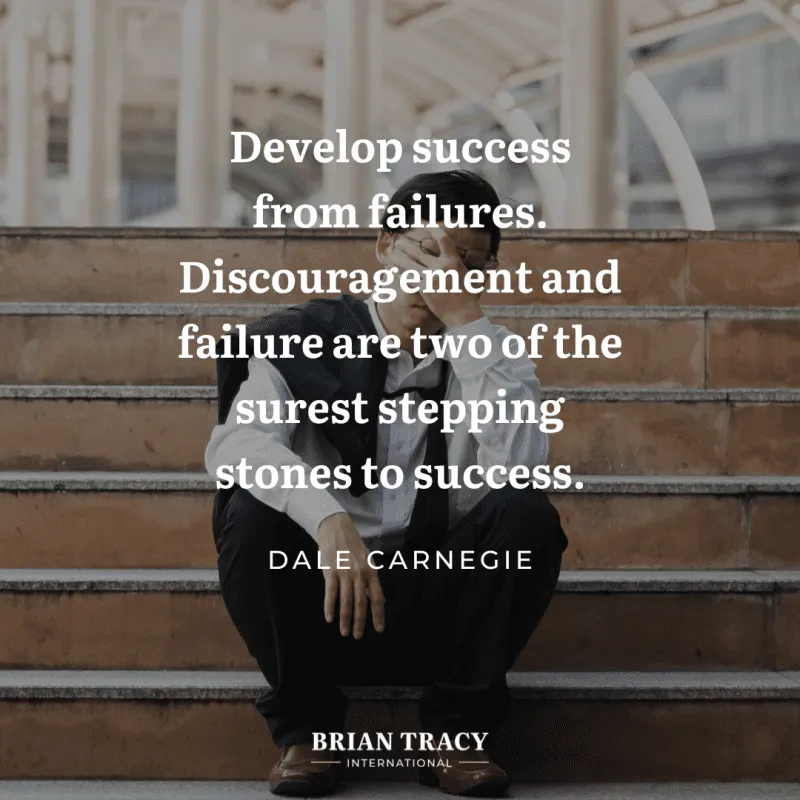 Develop success
from failures.
Discouragement and
failure are two of the
surest stepping
stones to success.
DALE CARNEGIE
BRIAN TRACY
INTERNATIONAL